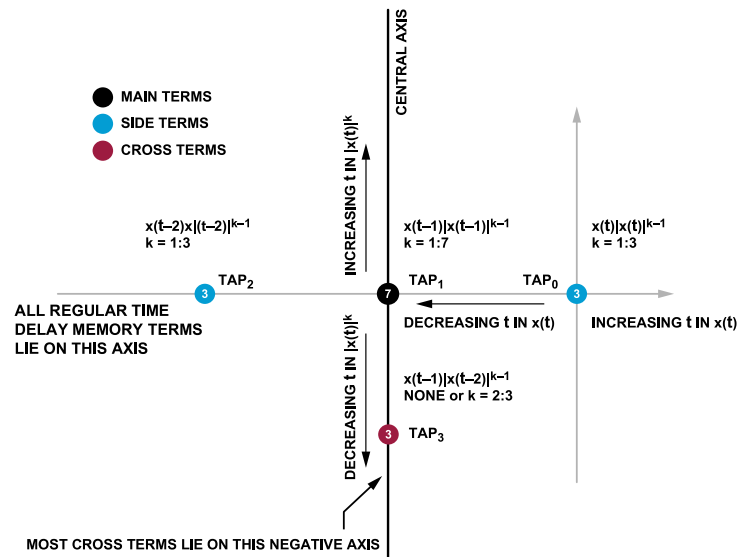 CENTRAL AXIS
MAIN TERMS
SIDE TERMS
CROSS TERMS
INCREASING t IN |x(t)|^k
x(t–2)x|(t–2)|^k–1
k = 1:3
x(t–1)|x(t–1)|^k–1
k = 1:7
x(t)|x(t)|^k–1
k = 1:3
3
TAP₂
7
TAP₁
TAP₀
3
ALL REGULAR TIME
DELAY MEMORY TERMS
LIE ON THIS AXIS
DECREASING t IN x(t)
INCREASING t IN x(t)
DECREASING t IN |x(t)|^k
x(t–1)|x(t–2)|^k–1
NONE or k = 2:3
3
TAP₃
MOST CROSS TERMS LIE ON THIS NEGATIVE AXIS